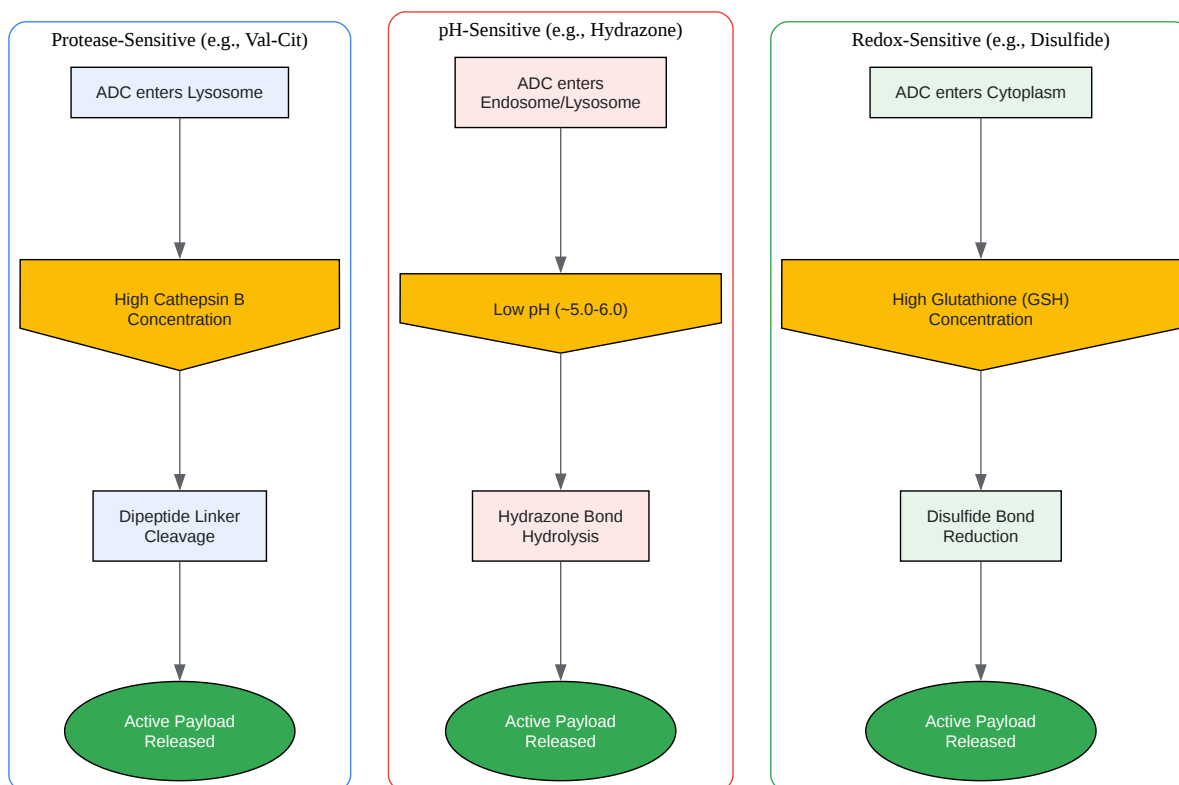 Protease-Sensitive (e.g., Val-Cit)
ADC enters Lysosome
High Cathepsin B
Concentration
Dipeptide Linker
Cleavage
Active Payload
Released
pH-Sensitive (e.g., Hydrazone)
ADC enters
Endosome/Lysosome
Low pH (~5.0-6.0)
Hydrazone Bond
Hydrolysis
Active Payload
Released
Redox-Sensitive (e.g., Disulfide)
ADC enters Cytoplasm
High Glutathione (GSH)
Concentration
Disulfide Bond
Reduction
Active Payload
Released